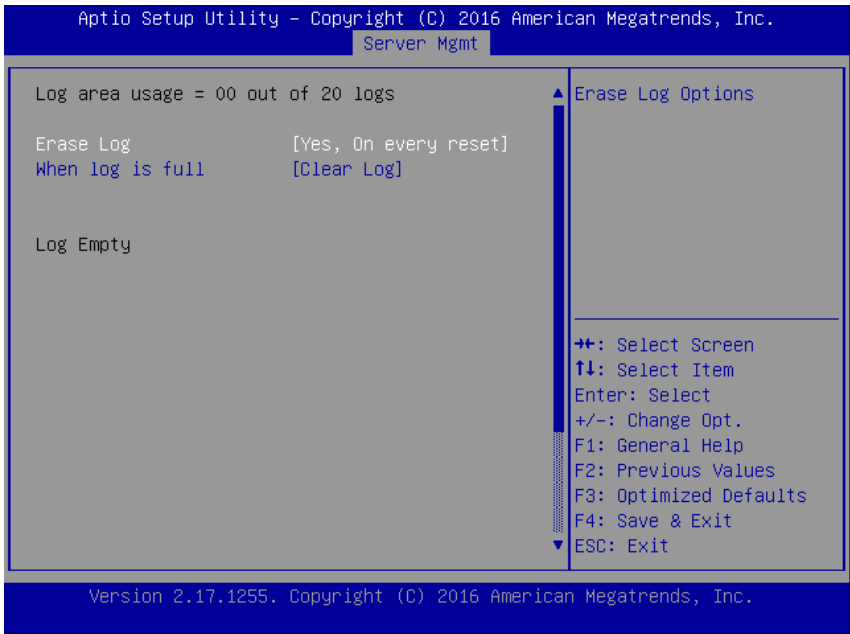 Aptio Setup Utility – Copyright (C) 2016 American Megatrends, Inc.
Server Mgmt
Log area usage = 00 out of 20 logs
Erase Log [Yes, On every reset]
When log is full [Clear Log]
Log Empty
Erase Log Options
→←: Select Screen
↑↓: Select Item
Enter: Select
+/-: Change Opt.
F1: General Help
F2: Previous Values
F3: Optimized Defaults
F4: Save & Exit
ESC: Exit
Version 2.17.1255. Copyright (C) 2016 American Megatrends, Inc.